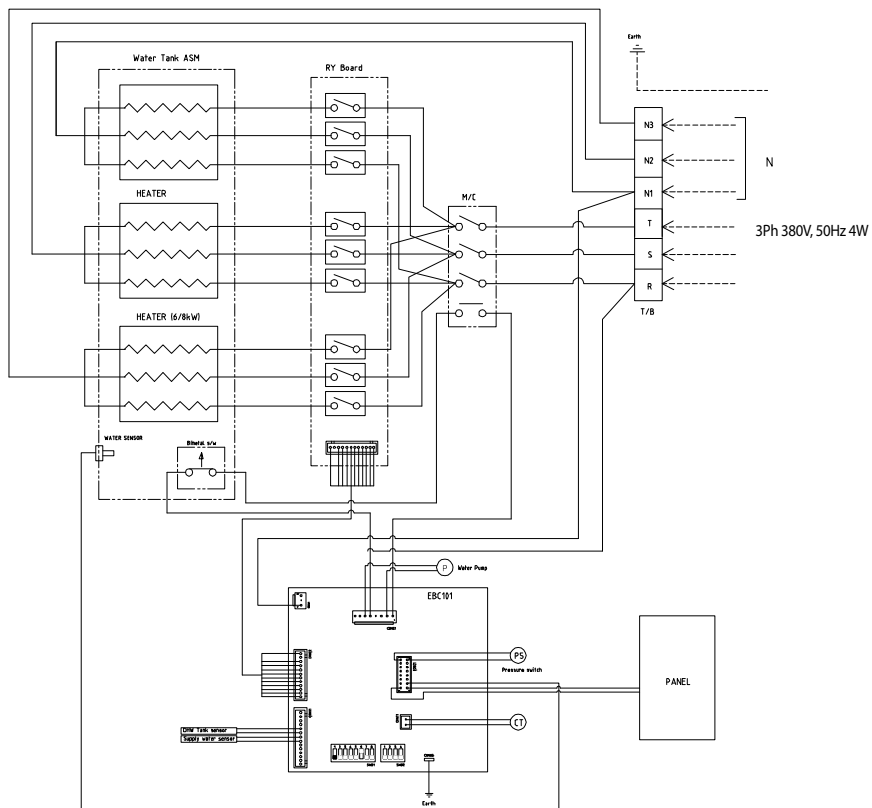 Earth
Water Tank ASM
RY Board
N3
N2
N1
N
HEATER
M/C
T
3Ph 380V, 50Hz 4W
S
R
T/B
HEATER (6/8kW)
WATER SENSOR
Bimetal s/w
P
Water Pump
EBC101
PS
Pressure switch
PANEL
CT
DHW Tank sensor
Supply water sensor
Earth